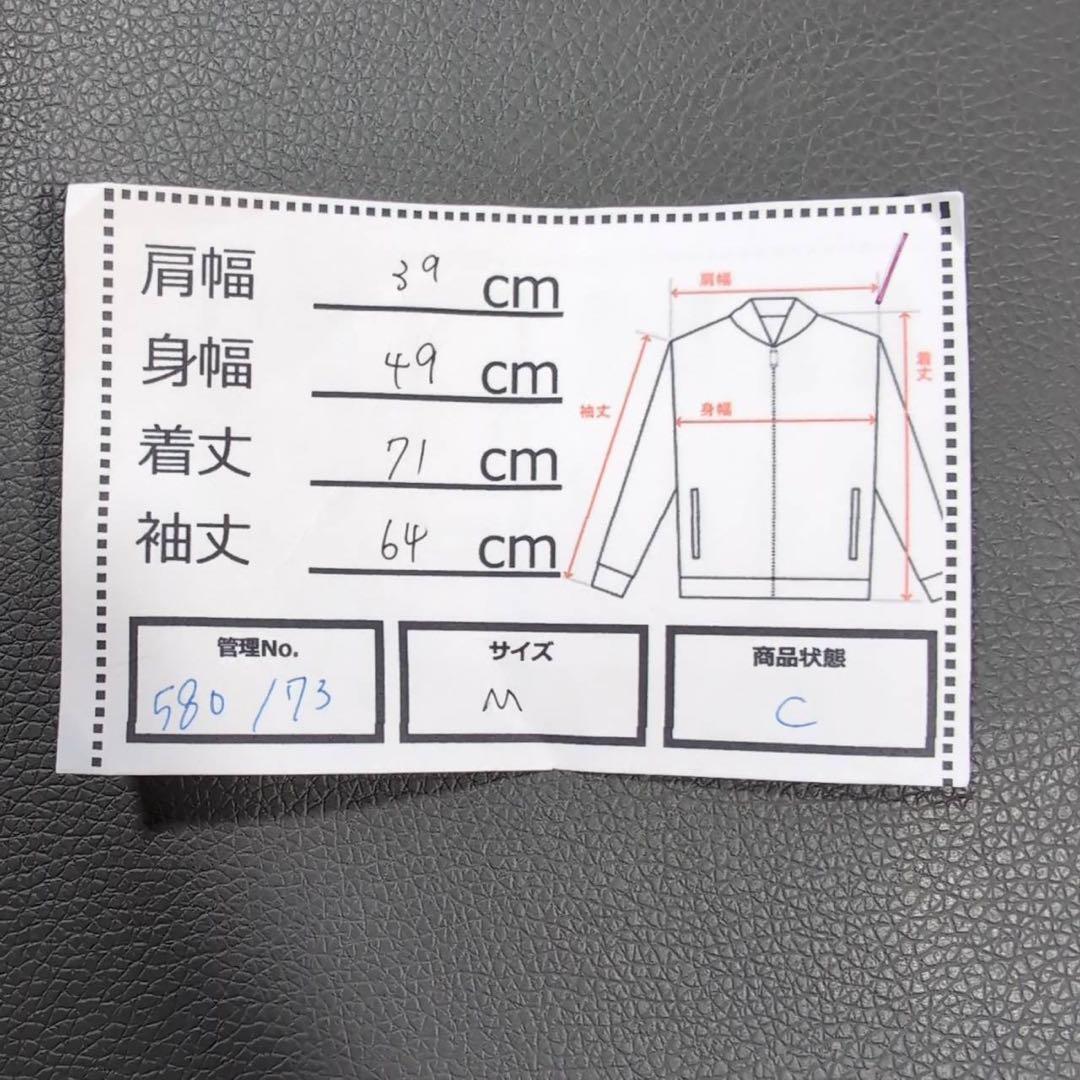 肩幅 39 cm
身幅 49 cm
着丈 71 cm
袖丈 64 cm
肩幅
着丈
袖丈
身幅
管理No.
580/173
サイズ
M
商品状態
C